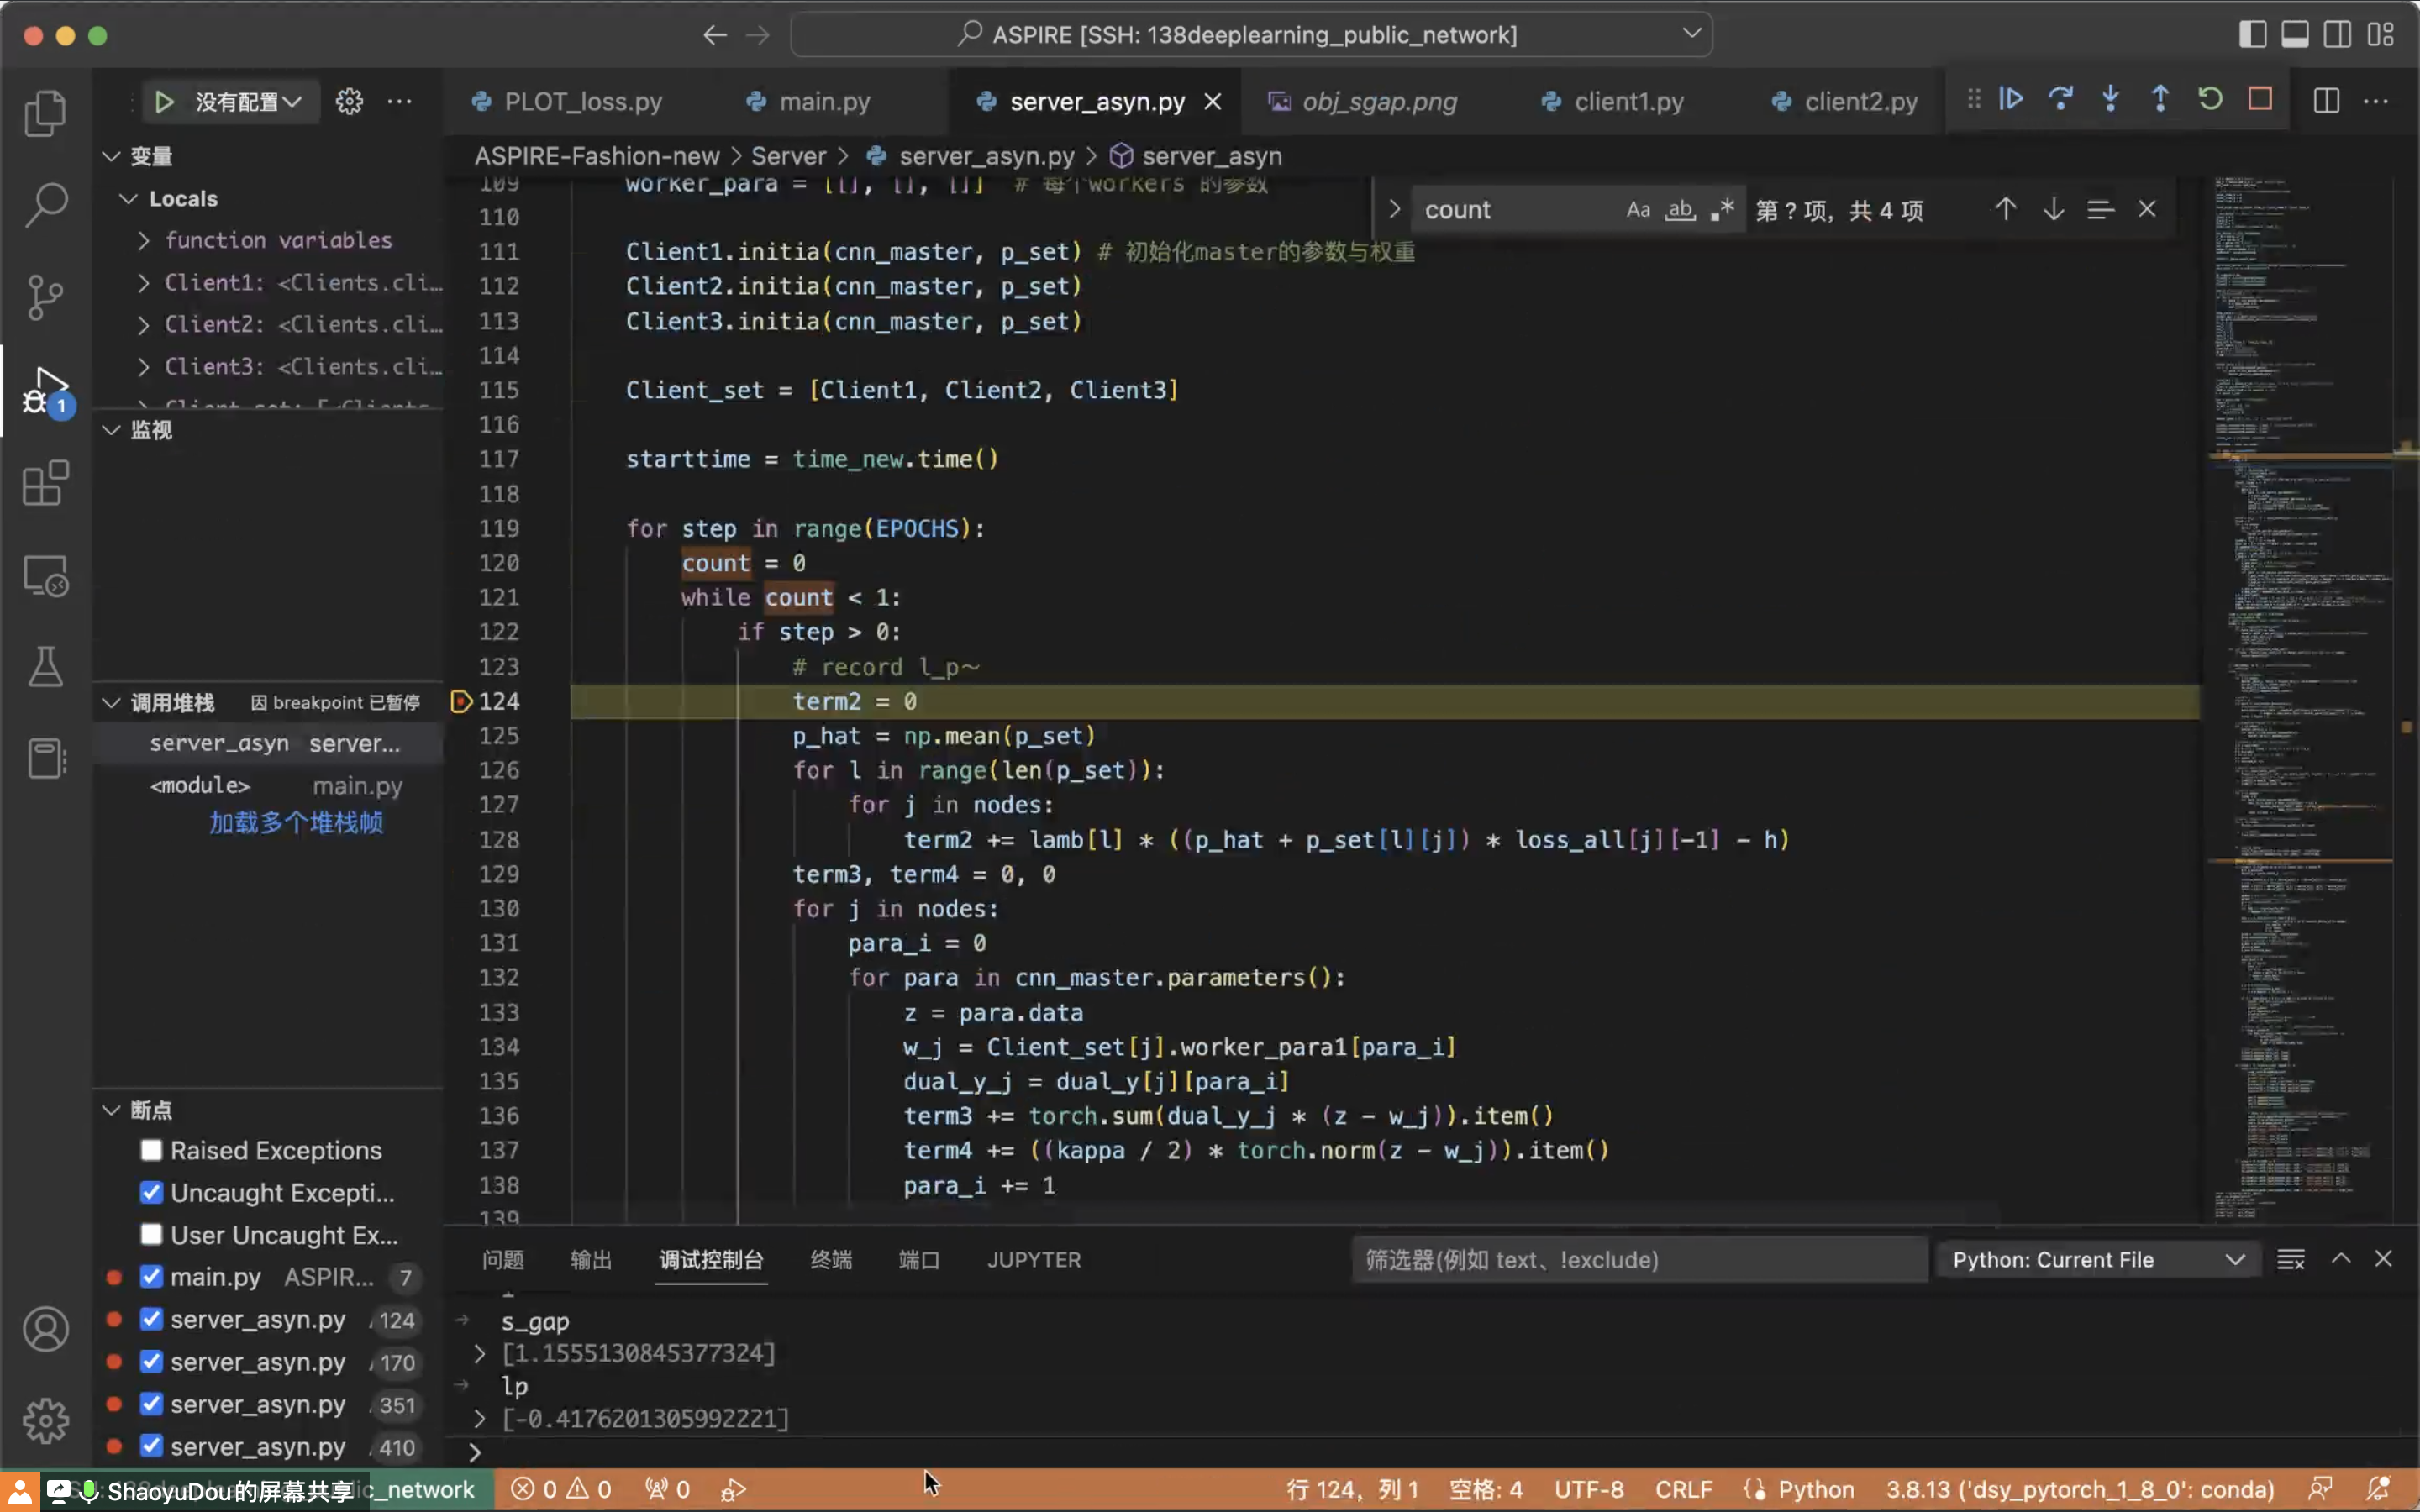 ASPIRE [SSH: 138deeplearning_public_network]
没有配置
PLOT_loss.py
main.py
server_asyn.py
obj_sgap.png
client1.py
client2.py
ASPIRE-Fashion-new > Server > server_asyn.py > server_asyn
变量
Locals
function variables
Client1: <Clients.cli...
Client2: <Clients.cli...
Client3: <Clients.cli...
Client_set: [<Clients
监视
调用堆栈 因 breakpoint 已暂停
server_asyn server...
<module> main.py
加载多个堆栈帧
断点
Raised Exceptions
Uncaught Excepti...
User Uncaught Ex...
main.py ASPIR... 7
server_asyn.py 124
server_asyn.py 170
server_asyn.py 351
server_asyn.py 410
1
count
Aa ab .*
第 ? 项, 共 4 项
109 worker_para = [[], [], []] # 每个workers 的参数
110
111 Client1.initia(cnn_master, p_set) # 初始化master的参数与权重
112 Client2.initia(cnn_master, p_set)
113 Client3.initia(cnn_master, p_set)
114
115 Client_set = [Client1, Client2, Client3]
116
117 starttime = time_new.time()
118
119 for step in range(EPOCHS):
120 count = 0
121 while count < 1:
122 if step > 0:
123 # record l_p~
124 term2 = 0
125 p_hat = np.mean(p_set)
126 for l in range(len(p_set)):
127 for j in nodes:
128 term2 += lamb[l] * ((p_hat + p_set[l][j]) * loss_all[j][-1] - h)
129 term3, term4 = 0, 0
130 for j in nodes:
131 para_i = 0
132 for para in cnn_master.parameters():
133 z = para.data
134 w_j = Client_set[j].worker_para1[para_i]
135 dual_y_j = dual_y[j][para_i]
136 term3 += torch.sum(dual_y_j * (z - w_j)).item()
137 term4 += ((kappa / 2) * torch.norm(z - w_j)).item()
138 para_i += 1
139
问题 输出 调试控制台 终端 端口 JUPYTER
筛选器(例如 text、!exclude)
Python: Current File
s_gap
[1.1555130845377324]
lp
[-0.4176201305992221]
ShaoyuDou的屏幕共享
ic_network
0 0
0
行 124, 列 1
空格: 4
UTF-8
CRLF
Python
3.8.13 ('dsy_pytorch_1_8_0': conda)